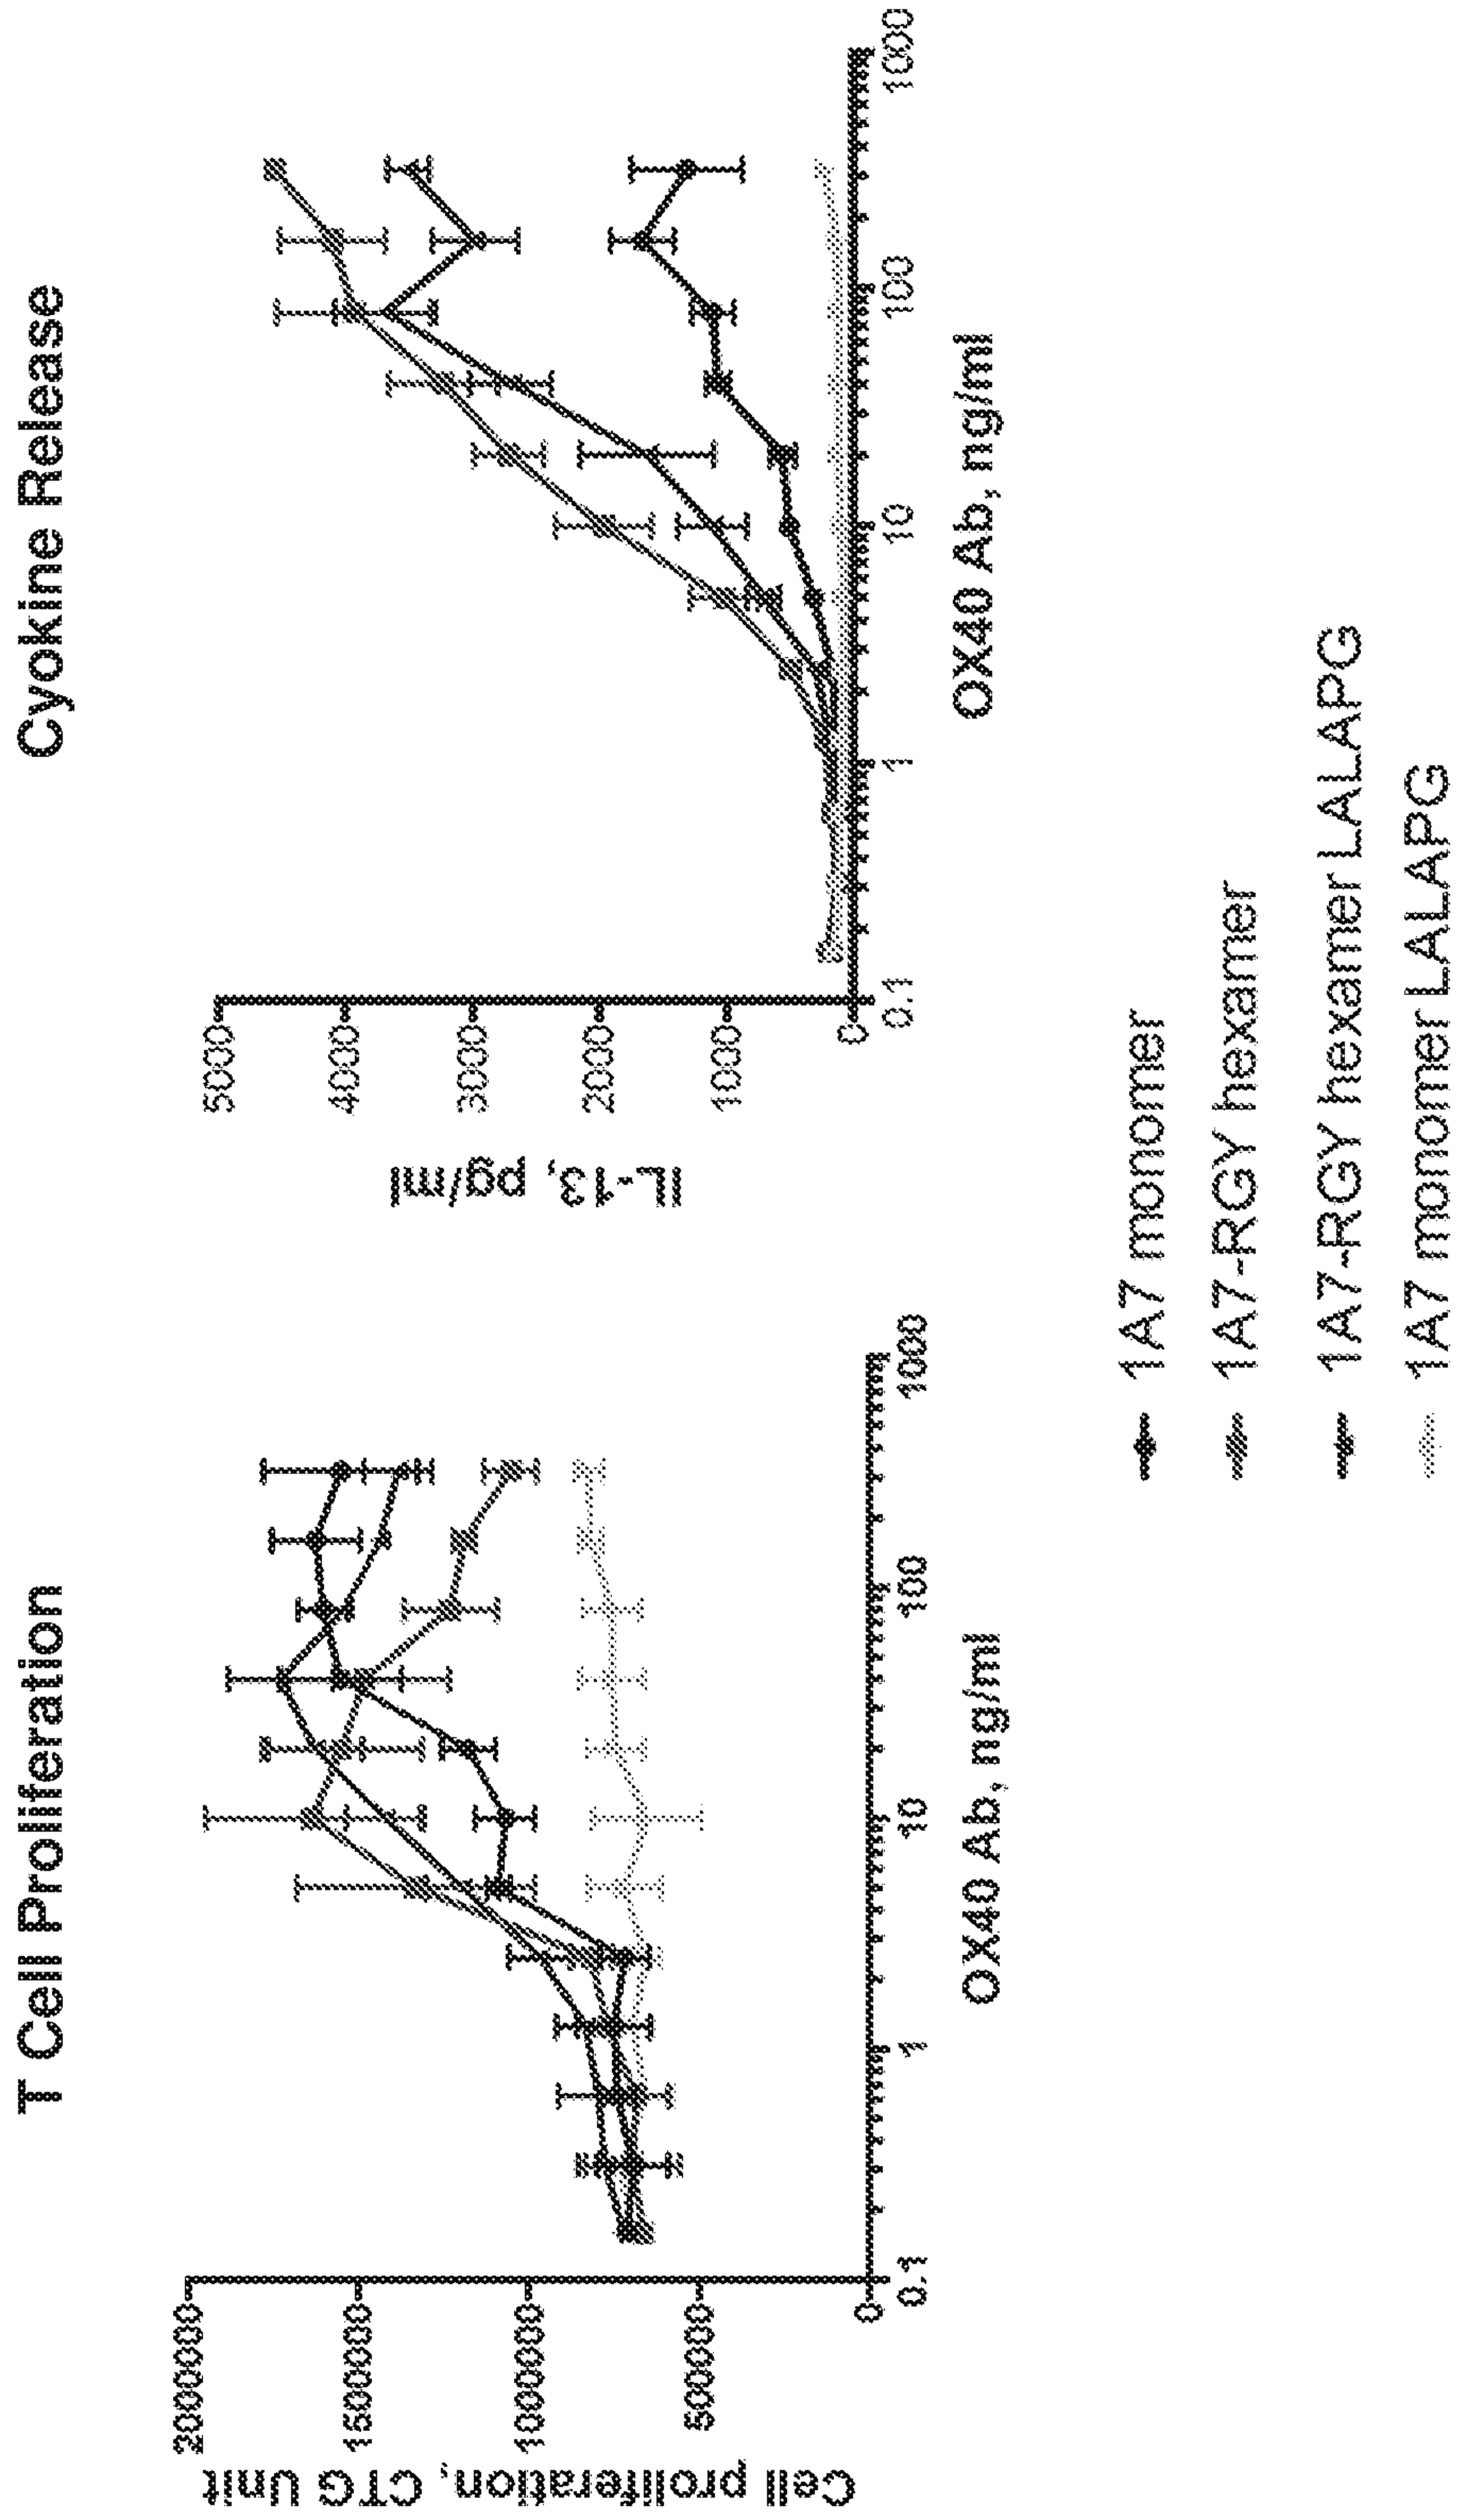 T Cell Proliferation
Cell proliferation, CTG Unit
2000000
1500000
1000000
500000
0
0.1
1
10
100
1000
OX40 Ab, ng/ml
Cyokine Release
IL-13, pg/ml
5000
4000
3000
2000
1000
0
0.1
1
10
100
1000
OX40 Ab, ng/ml
1A7 monomer
1A7-RGY hexamer
1A7-RGY hexamer LALAPG
1A7 monomer LALAPG